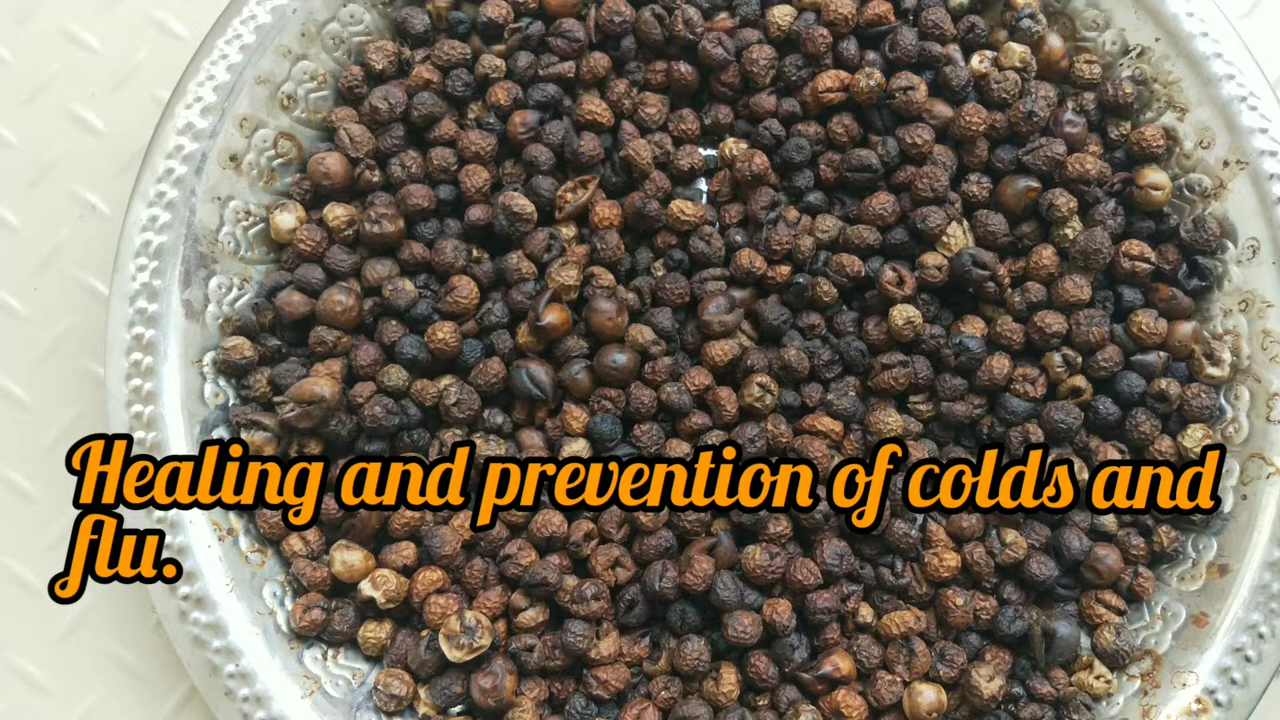 Healing and prevention of colds and
flu.